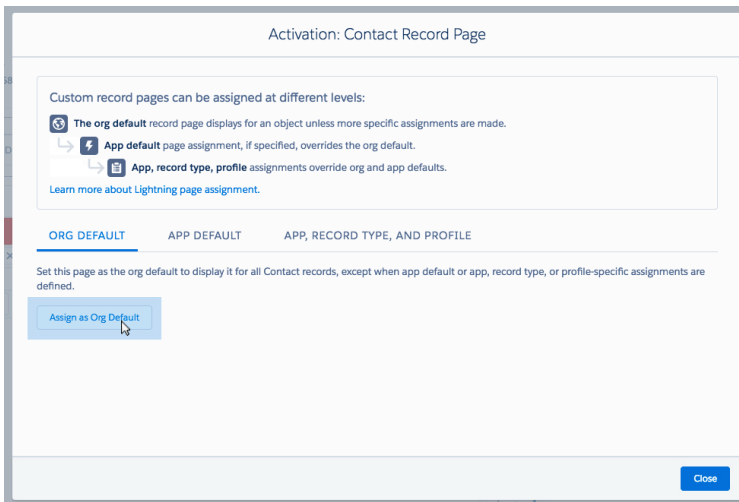 Activation: Contact Record Page
Custom record pages can be assigned at different levels:
The org default record page displays for an object unless more specific assignments are made.
App default page assignment, if specified, overrides the org default.
App, record type, profile assignments override org and app defaults.
Learn more about Lightning page assignment.
ORG DEFAULT APP DEFAULT APP, RECORD TYPE, AND PROFILE
Set this page as the org default to display it for all Contact records, except when app default or app, record type, or profile-specific assignments are
defined.
Assign as Org Default
Close